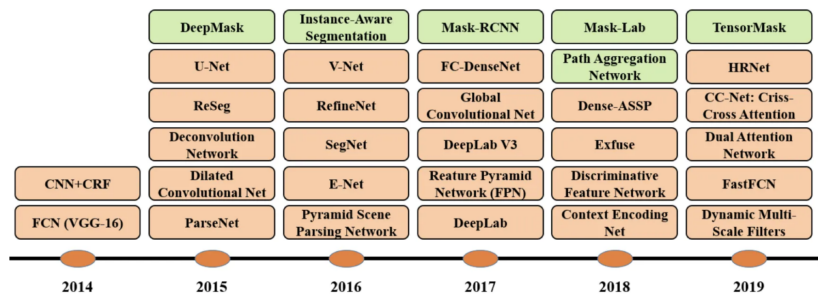 DeepMask
Instance-Aware
Segmentation
Mask-RCNN
Mask-Lab
TensorMask
U-Net
V-Net
FC-DenseNet
Path Aggregation
Network
HRNet
ReSeg
RefineNet
Global
Convolutional Net
Dense-ASSP
CC-Net: Criss-
Cross Attention
Deconvolution
Network
SegNet
DeepLab V3
Exfuse
Dual Attention
Network
CNN+CRF
Dilated
Convolutional Net
E-Net
Reature Pyramid
Network (FPN)
Discriminative
Feature Network
FastFCN
FCN (VGG-16)
ParseNet
Pyramid Scene
Parsing Network
DeepLab
Context Encoding
Net
Dynamic Multi-
Scale Filters
2014
2015
2016
2017
2018
2019